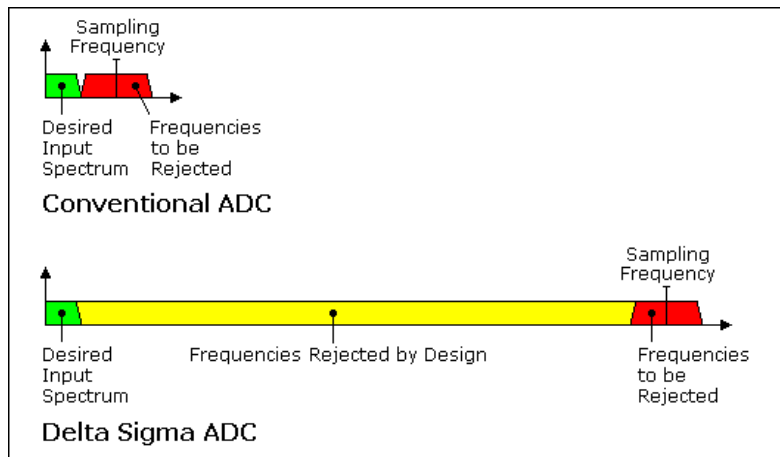 Sampling
Frequency
Desired
Input
Spectrum
Frequencies
to be
Rejected
Conventional ADC
Sampling
Frequency
Desired
Input
Spectrum
Frequencies Rejected by Design
Frequencies
to be
Rejected
Delta Sigma ADC